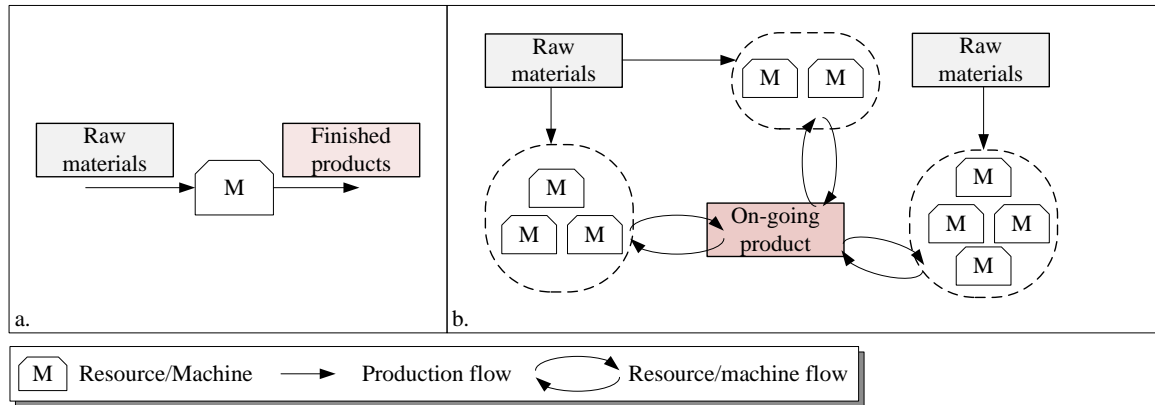 Raw
materials
Finished
products
M
a.
Raw
materials
M M
Raw
materials
M
M M
On-going
product
M
M M
M
b.
M Resource/Machine Production flow Resource/machine flow